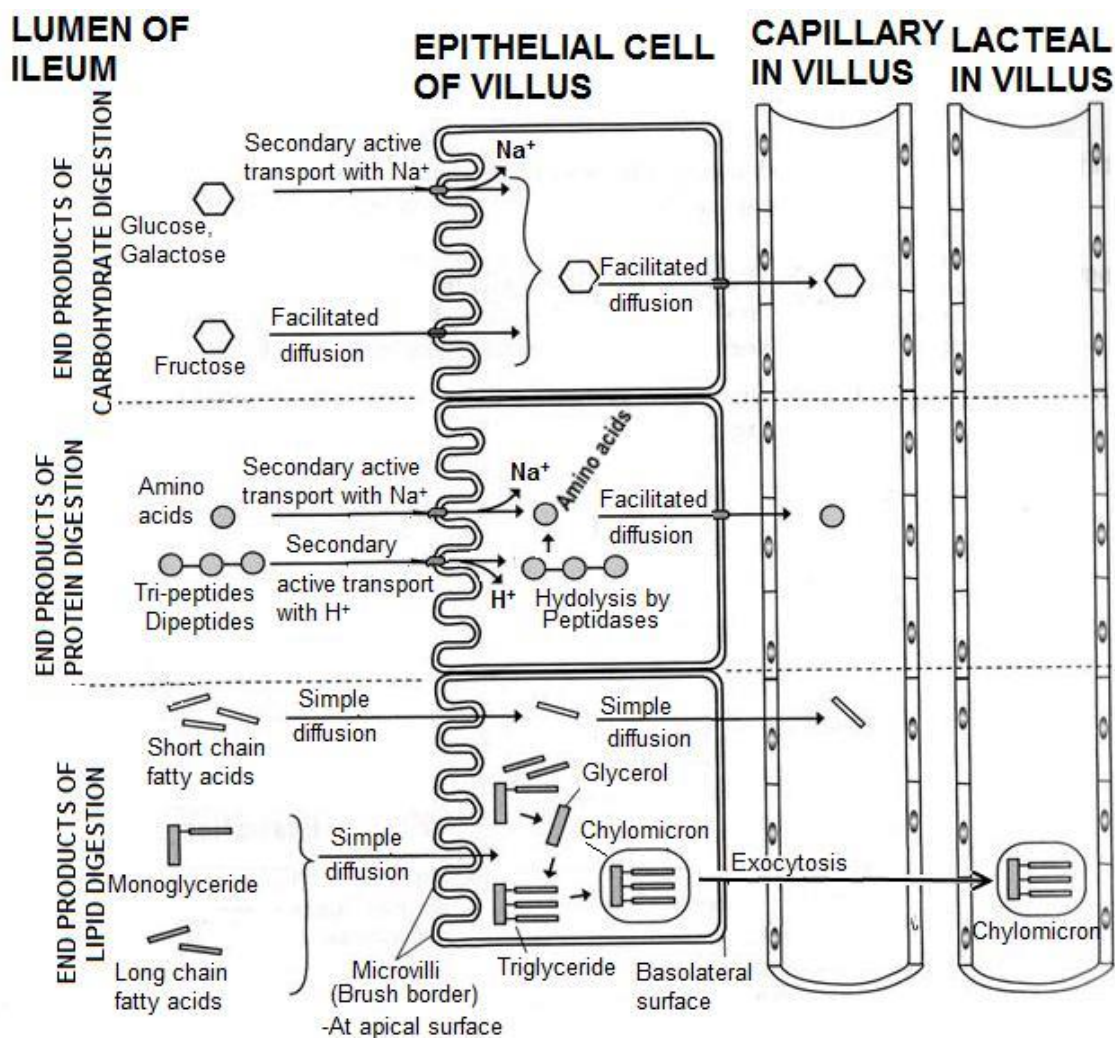 LUMEN OF
ILEUM
EPITHELIAL CELL
OF VILLUS
CAPILLARY
IN VILLUS
LACTEAL
IN VILLUS
END PRODUCTS OF
CARBOHYDRATE DIGESTION
Secondary active
transport with Na⁺
Na⁺
Glucose,
Galactose
Facilitated
diffusion
Facilitated
diffusion
Fructose
END PRODUCTS OF
PROTEIN DIGESTION
Amino
acids
Secondary active
transport with Na⁺
Na⁺
Amino acids
Facilitated
diffusion
Tri-peptides
Dipeptides
Secondary
active transport
with H⁺
H⁺
Hydolysis by
Peptidases
END PRODUCTS OF
LIPID DIGESTION
Short chain
fatty acids
Simple
diffusion
Simple
diffusion
Glycerol
Monoglyceride
Simple
diffusion
Chylomicron
Exocytosis
Chylomicron
Long chain
fatty acids
Triglyceride
Microvilli
(Brush border)
-At apical surface
Basolateral
surface